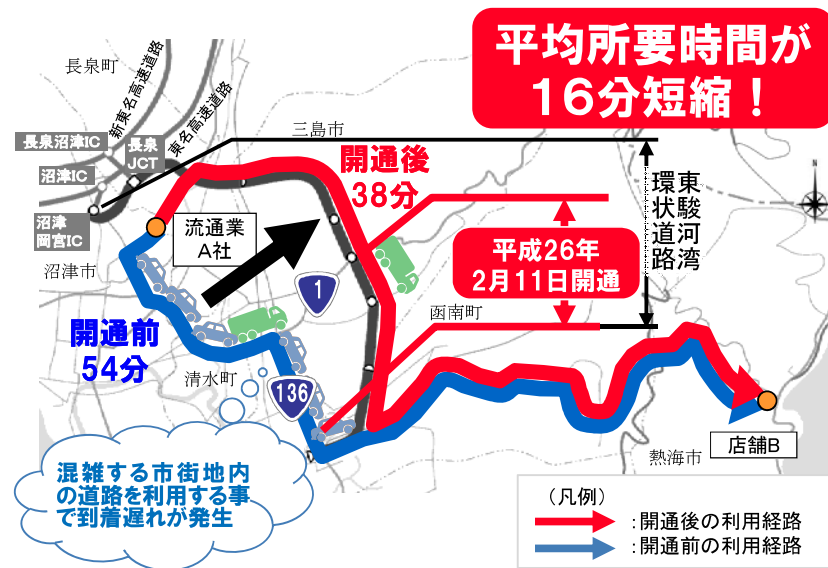 平均所要時間が
16分短縮！
長泉町
新東名高速道路
東名高速道路
三島市
長泉沼津IC
長泉
JCT
沼津IC
沼津
岡宮IC
開通後
38分
流通業
A社
東駿河湾
環状道路
平成26年
2月11日開通
沼津市
1
函南町
開通前
54分
清水町
136
混雑する市街地内
の道路を利用する事
で到着遅れが発生
店舗B
熱海市
（凡例）
：開通後の利用経路
：開通前の利用経路